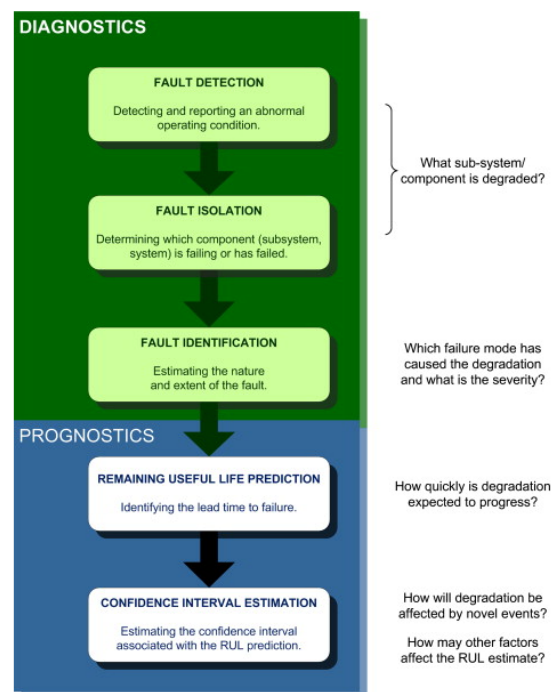 DIAGNOSTICS
FAULT DETECTION
Detecting and reporting an abnormal
operating condition.
What sub-system/
component is degraded?
FAULT ISOLATION
Determining which component (subsystem,
system) is failing or has failed.
FAULT IDENTIFICATION
Estimating the nature
and extent of the fault.
Which failure mode has
caused the degradation
and what is the severity?
PROGNOSTICS
REMAINING USEFUL LIFE PREDICTION
Identifying the lead time to failure.
How quickly is degradation
expected to progress?
CONFIDENCE INTERVAL ESTIMATION
Estimating the confidence interval
associated with the RUL prediction.
How will degradation be
affected by novel events?
How may other factors
affect the RUL estimate?